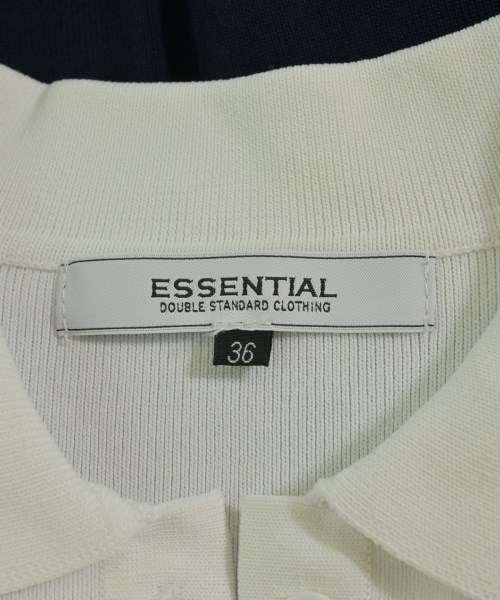 ESSENTIAL
DOUBLE STANDARD CLOTHING
36